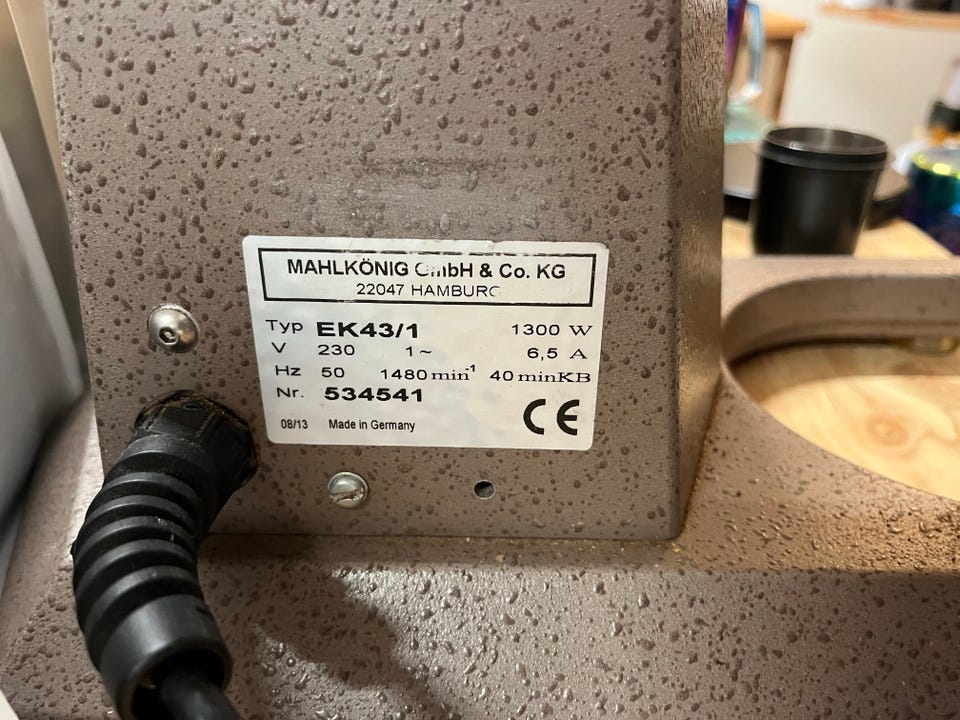 MAHLKÖNIG GmbH & Co. KG
22047 HAMBURG
Typ EK43/1 1300 W
V 230 1~ 6,5 A
Hz 50 1480 min⁻¹ 40 minKB
Nr. 534541
08/13 Made in Germany CE